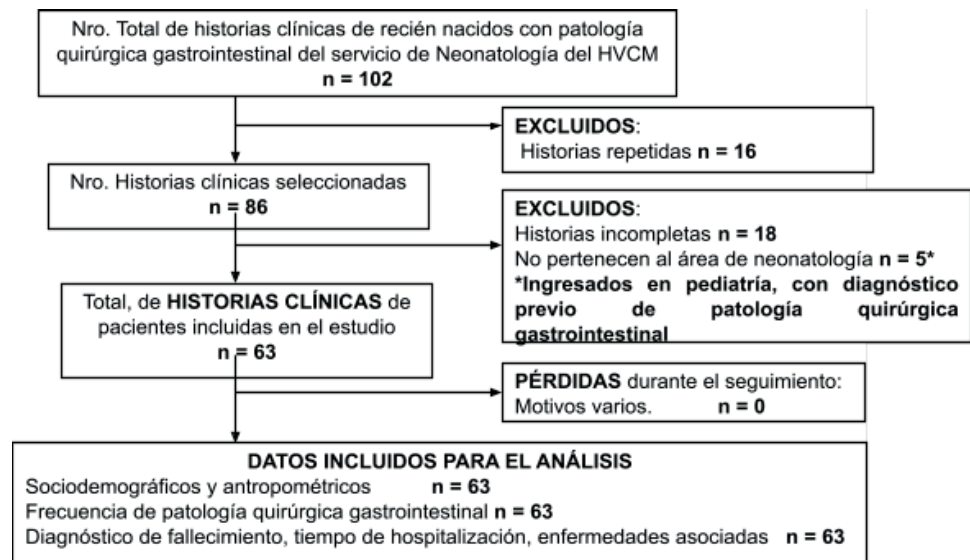 Nro. Total de historias clínicas de recién nacidos con patología
quirúrgica gastrointestinal del servicio de Neonatología del HVCM
n = 102
EXCLUIDOS:
Historias repetidas n = 16
Nro. Historias clínicas seleccionadas
n = 86
EXCLUIDOS:
Historias incompletas n = 18
No pertenecen al área de neonatología n = 5*
*Ingresados en pediatría, con diagnóstico
previo de patología quirúrgica
gastrointestinal
Total, de HISTORIAS CLÍNICAS de
pacientes incluidas en el estudio
n = 63
PÉRDIDAS durante el seguimiento:
Motivos varios. n = 0
DATOS INCLUIDOS PARA EL ANÁLISIS
Sociodemográficos y antropométricos n = 63
Frecuencia de patología quirúrgica gastrointestinal n = 63
Diagnóstico de fallecimiento, tiempo de hospitalización, enfermedades asociadas n = 63